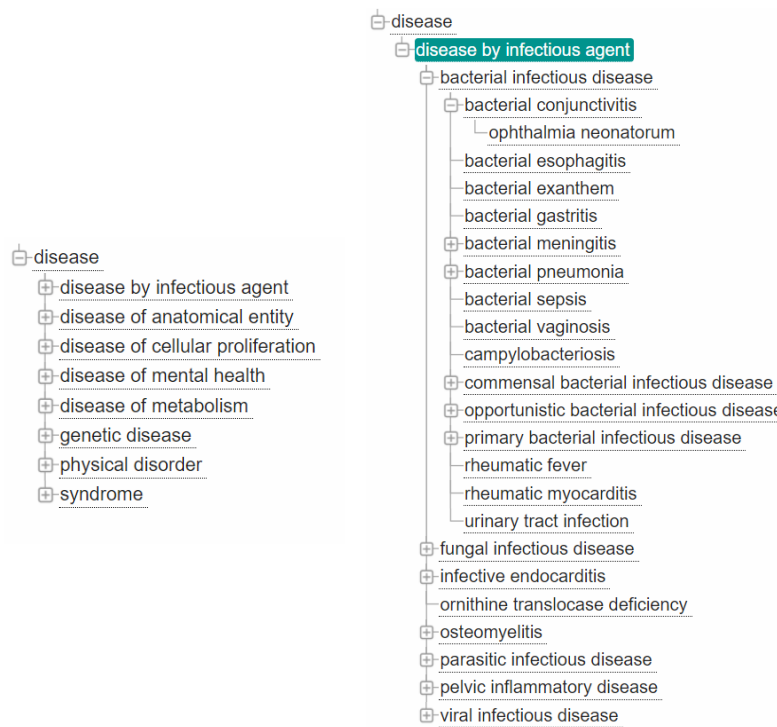 disease
disease by infectious agent
disease of anatomical entity
disease of cellular proliferation
disease of mental health
disease of metabolism
genetic disease
physical disorder
syndrome
disease
disease by infectious agent
bacterial infectious disease
bacterial conjunctivitis
ophthalmia neonatorum
bacterial esophagitis
bacterial exanthem
bacterial gastritis
bacterial meningitis
bacterial pneumonia
bacterial sepsis
bacterial vaginosis
campylobacteriosis
commensal bacterial infectious disease
opportunistic bacterial infectious disease
primary bacterial infectious disease
rheumatic fever
rheumatic myocarditis
urinary tract infection
fungal infectious disease
infective endocarditis
ornithine translocase deficiency
osteomyelitis
parasitic infectious disease
pelvic inflammatory disease
viral infectious disease